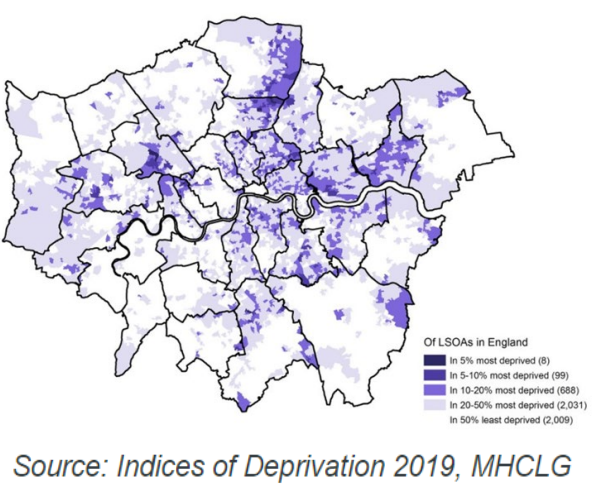 Of LSOAs in England
In 5% most deprived (8)
In 5-10% most deprived (99)
In 10-20% most deprived (688)
In 20-50% most deprived (2,031)
In 50% least deprived (2,009)
Source: Indices of Deprivation 2019, MHCLG